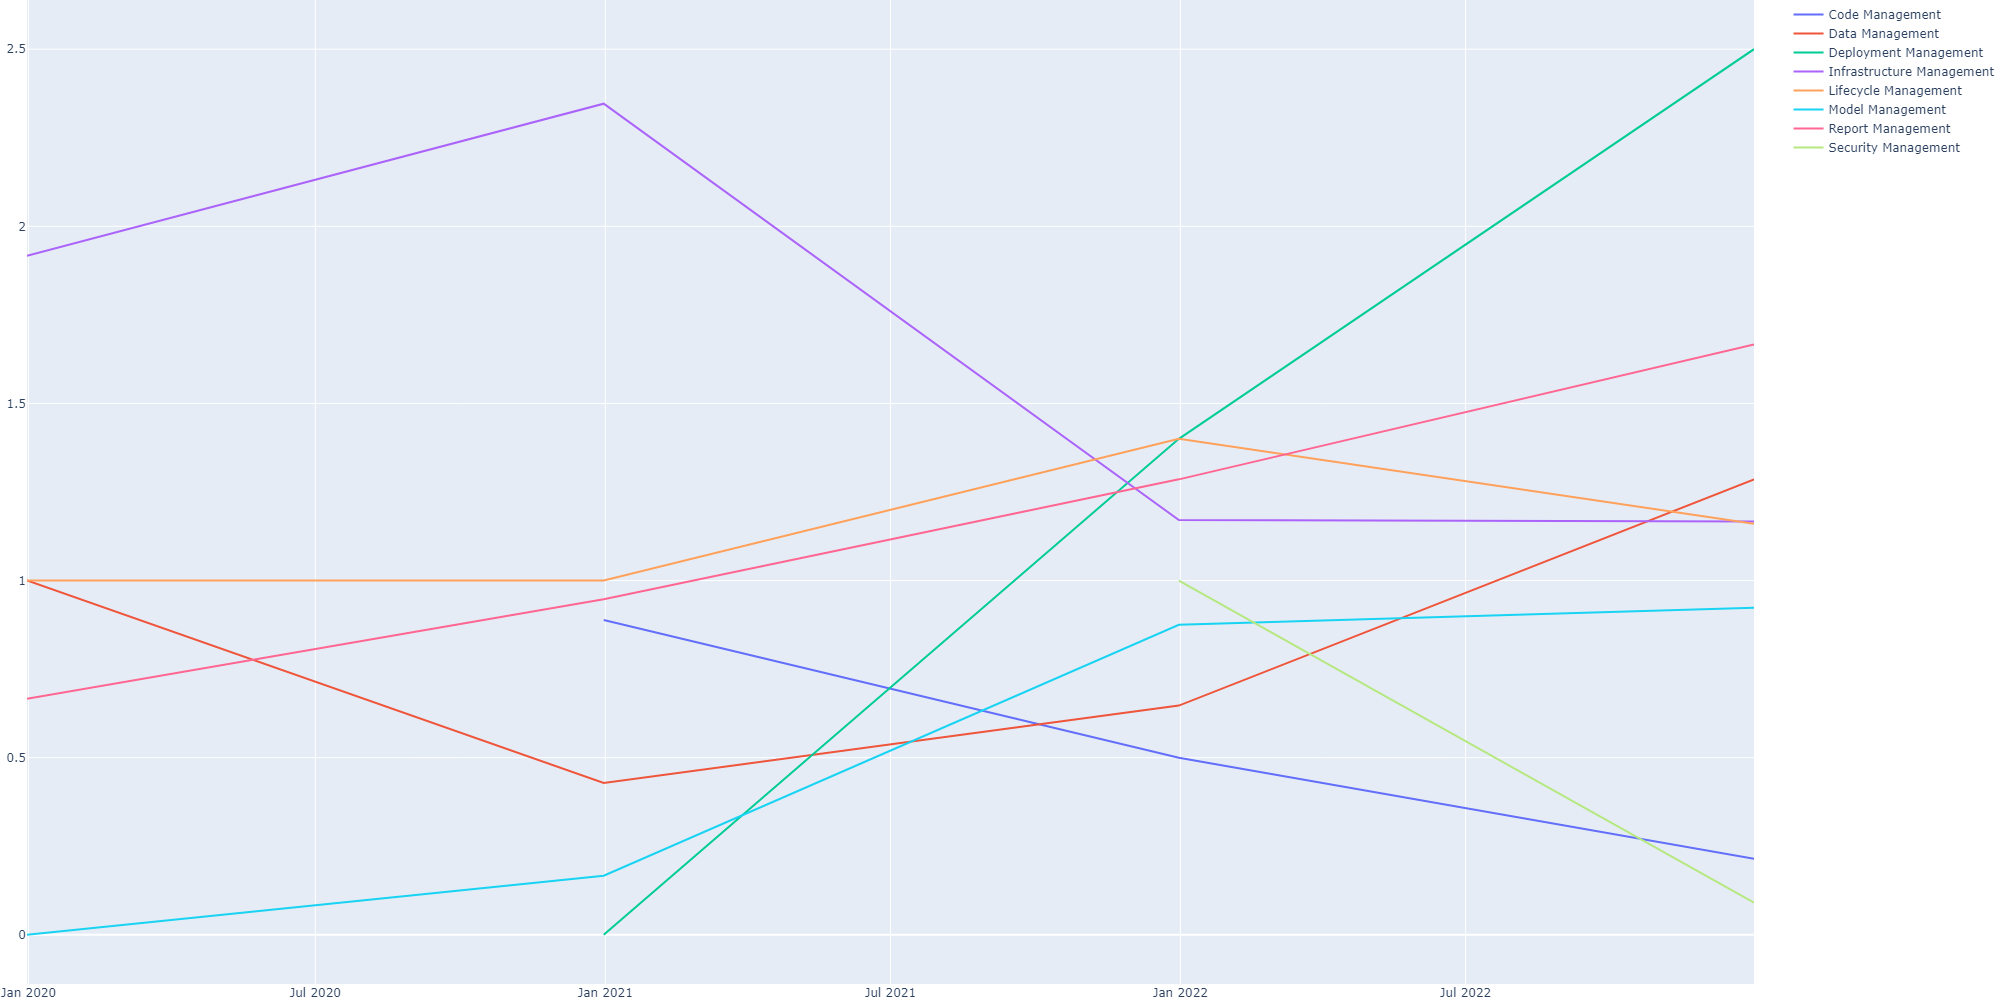 2.5
2
1.5
1
0.5
0
Jan 2020
Jul 2020
Jan 2021
Jul 2021
Jan 2022
Jul 2022
Code Management
Data Management
Deployment Management
Infrastructure Management
Lifecycle Management
Model Management
Report Management
Security Management